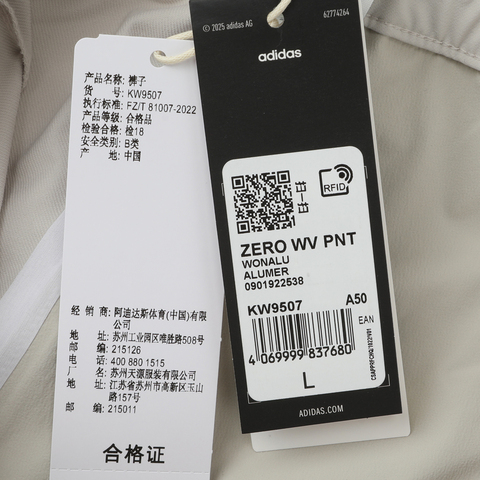 产品名称: 裤子
货 号: KW9507
执行标准: FZ/T 81007-2022
产品等级: 合格品
检验合格: 检18
安全类别: B类
产 地: 中国
经 销 商: 阿迪达斯体育(中国)有限
公司
地 址: 苏州工业园区唯胜路508号
邮 编: 215126
电 话: 400 880 1515
厂 名: 苏州天源服装有限公司
地 址: 江苏省苏州市高新区玉山
路157号
邮 编: 215011
合格证
© 2025 adidas AG
62774264
adidas
RFID
ZERO WV PNT
WONALU
ALUMER
0901922538
KW9507 A50
EAN
4 069999 837680
L
ADIDAS.COM